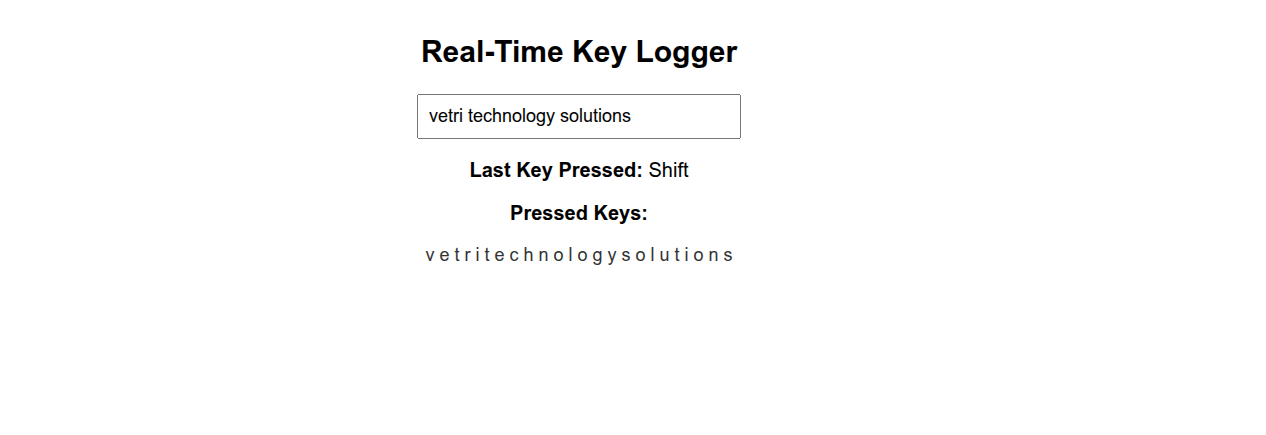 Real-Time Key Logger
vetri technology solutions
Last Key Pressed: Shift
Pressed Keys:
v e t r i t e c h n o l o g y s o l u t i o n s